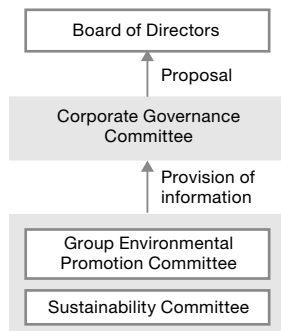 Board of Directors
Proposal
Corporate Governance
Committee
Provision of
information
Group Environmental
Promotion Committee
Sustainability Committee